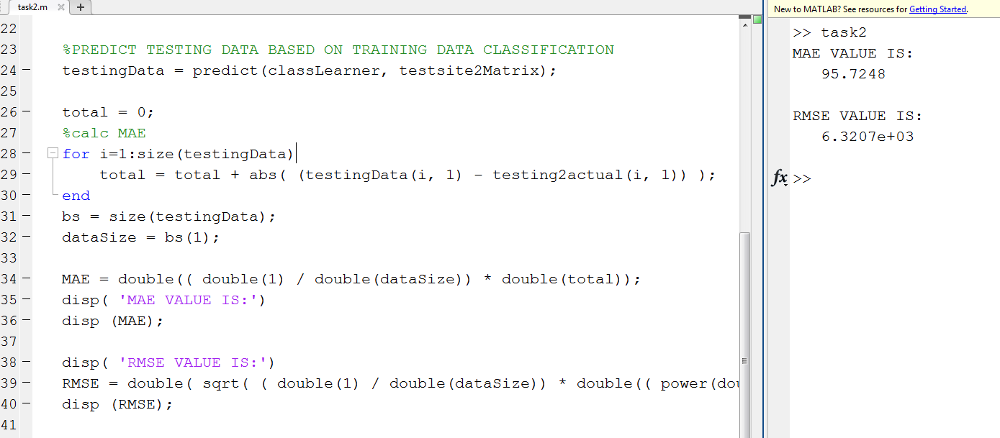 task2.m
New to MATLAB? See resources for Getting Started.
22
23 %PREDICT TESTING DATA BASED ON TRAINING DATA CLASSIFICATION
24 – testingData = predict(classLearner, testsite2Matrix);
25
26 – total = 0;
27 %calc MAE
28 – for i=1:size(testingData)
29 – total = total + abs( (testingData(i, 1) - testing2actual(i, 1)) );
30 – end
31 – bs = size(testingData);
32 – dataSize = bs(1);
33
34 – MAE = double(( double(1) / double(dataSize)) * double(total));
35 – disp( 'MAE VALUE IS:')
36 – disp (MAE);
37
38 – disp( 'RMSE VALUE IS:')
39 – RMSE = double( sqrt( ( double(1) / double(dataSize)) * double(( power(dou
40 – disp (RMSE);
41
>> task2
MAE VALUE IS:
95.7248
RMSE VALUE IS:
6.3207e+03
fx >>